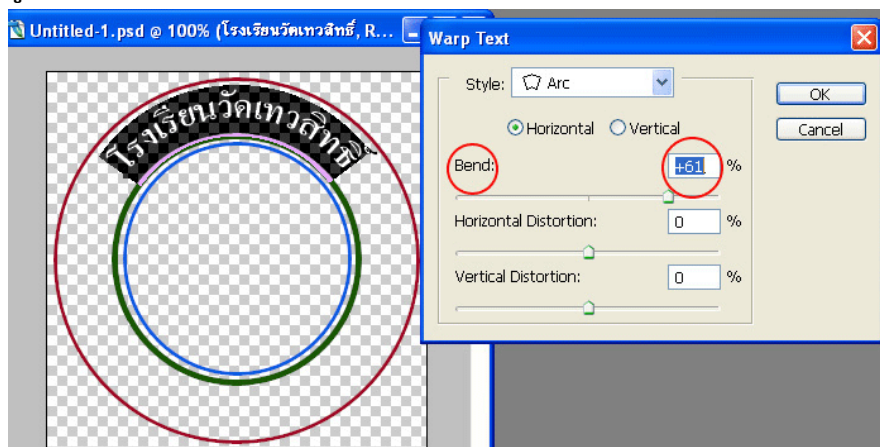 Untitled-1.psd @ 100% (โรงเรียนวัดเทวสิทธิ์, R...
Warp Text
Style: Arc
OK
Horizontal Vertical
Cancel
Bend: +61 %
Horizontal Distortion: 0 %
Vertical Distortion: 0 %
โรงเรียนวัดเทวสิทธิ์